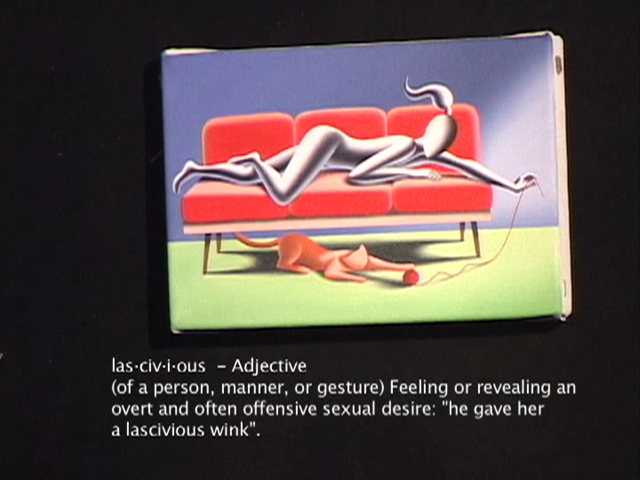 las·civ·i·ous – Adjective
(of a person, manner, or gesture) Feeling or revealing an
overt and often offensive sexual desire: "he gave her
a lascivious wink".